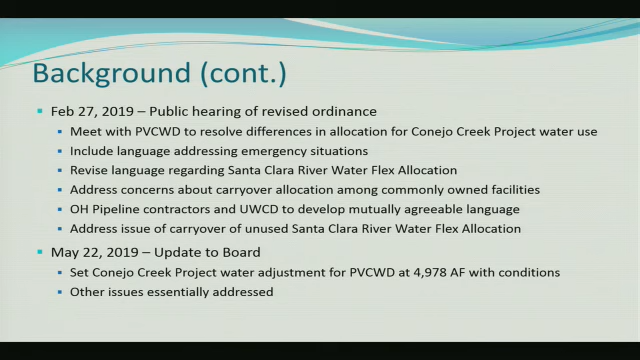 Background (cont.)
Feb 27, 2019 – Public hearing of revised ordinance
Meet with PVCWD to resolve differences in allocation for Conejo Creek Project water use
Include language addressing emergency situations
Revise language regarding Santa Clara River Water Flex Allocation
Address concerns about carryover allocation among commonly owned facilities
OH Pipeline contractors and UWCD to develop mutually agreeable language
Address issue of carryover of unused Santa Clara River Water Flex Allocation
May 22, 2019 – Update to Board
Set Conejo Creek Project water adjustment for PVCWD at 4,978 AF with conditions
Other issues essentially addressed